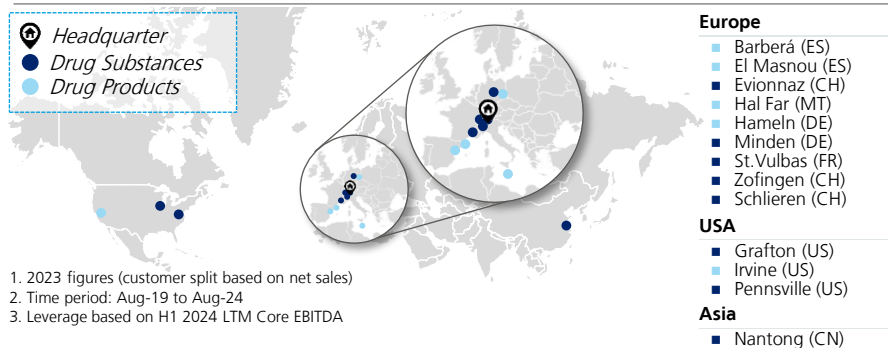 Headquarter
Drug Substances
Drug Products
1. 2023 figures (customer split based on net sales)
2. Time period: Aug-19 to Aug-24
3. Leverage based on H1 2024 LTM Core EBITDA
Europe
Barberá (ES)
El Masnou (ES)
Evionnaz (CH)
Hal Far (MT)
Hameln (DE)
Minden (DE)
St.Vulbas (FR)
Zofingen (CH)
Schlieren (CH)
USA
Grafton (US)
Irvine (US)
Pennsville (US)
Asia
Nantong (CN)